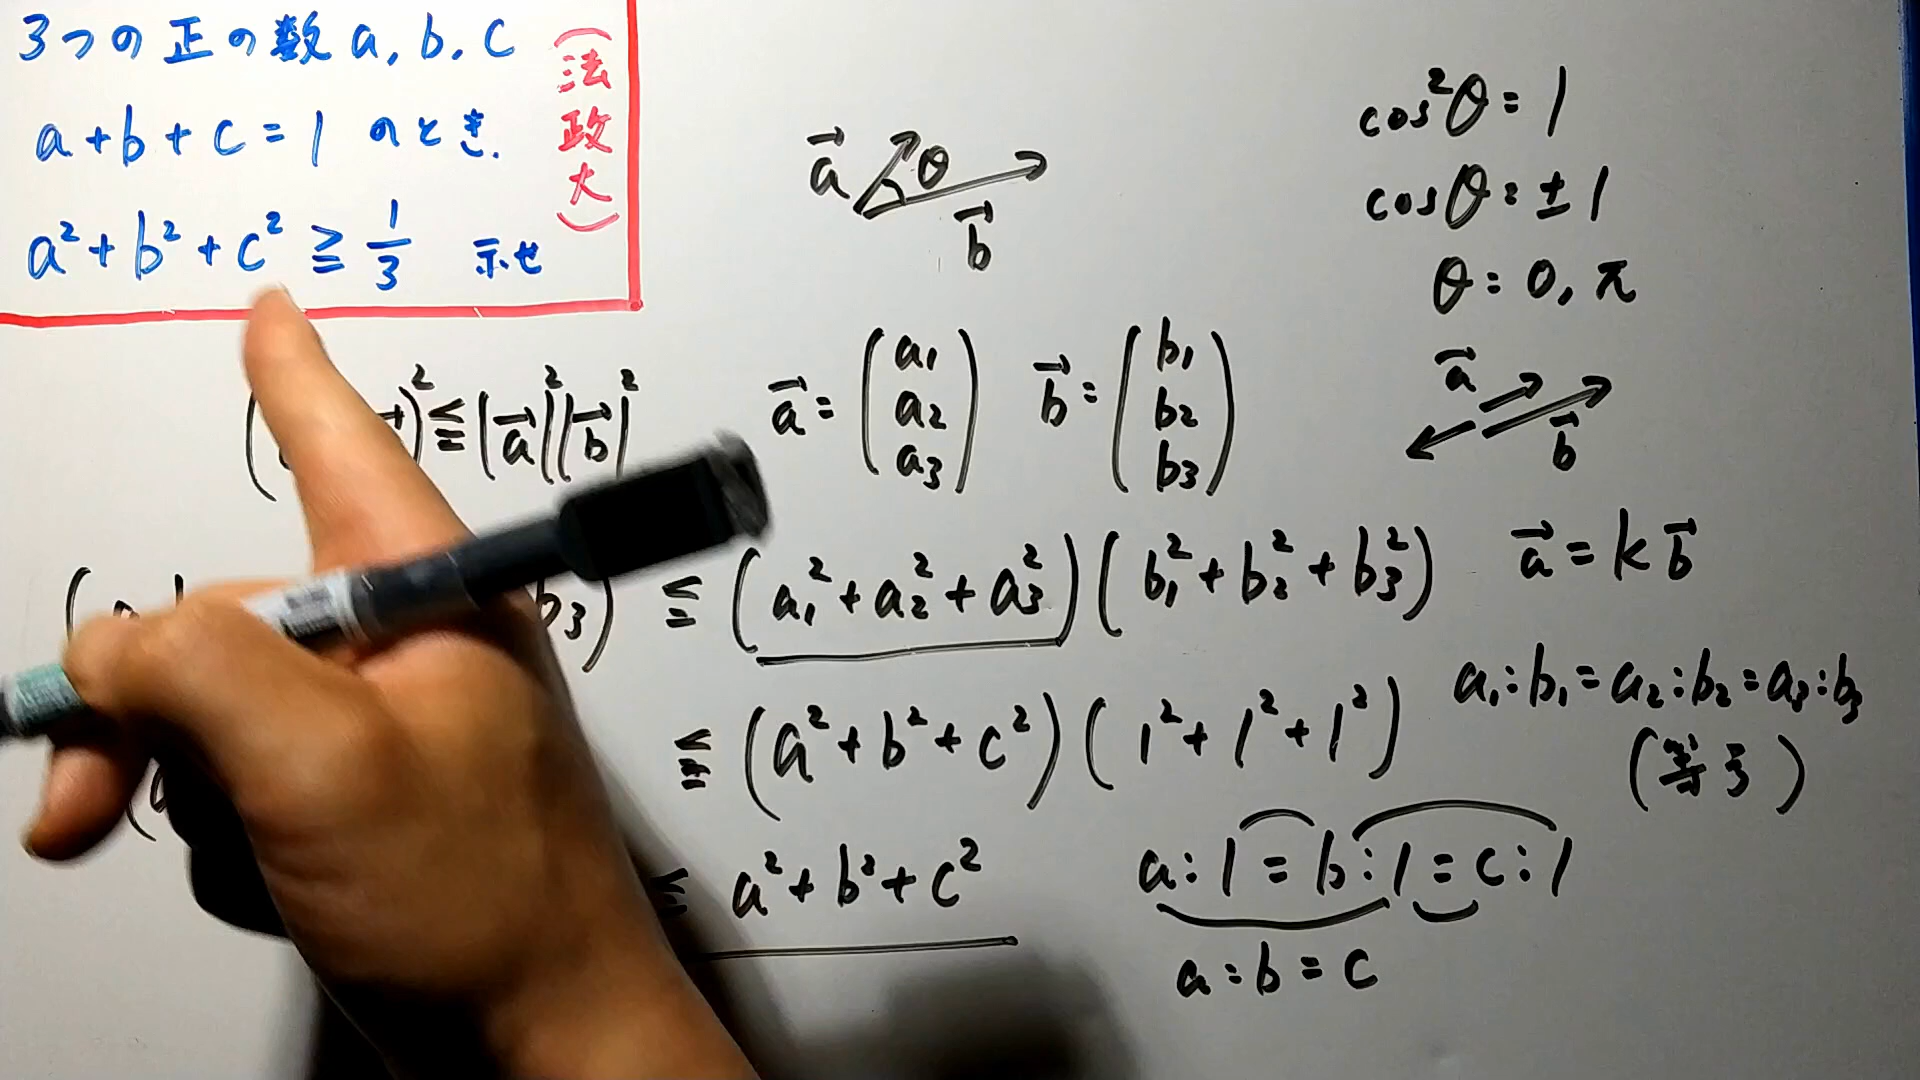 3つの正の数 a, b, c
a+b+c=1 のとき.
a²+b²+c² ≧ 1/3 示せ
(法政大)
a→ θ b→
cos²θ=1
cosθ=±1
θ=0, π
a→ b→
)² ≦ |a→|²|b→|²
a→ = (a1 a2 a3) b→ = (b1 b2 b3)
b3) ≦ (a1²+a2²+a3²)(b1²+b2²+b3²)
a→ = k b→
a1:b1=a2:b2=a3:b3
(等号)
≦ (a²+b²+c²)(1²+1²+1²)
≦ a²+b²+c²
a:1=b:1=c:1
a:b=c